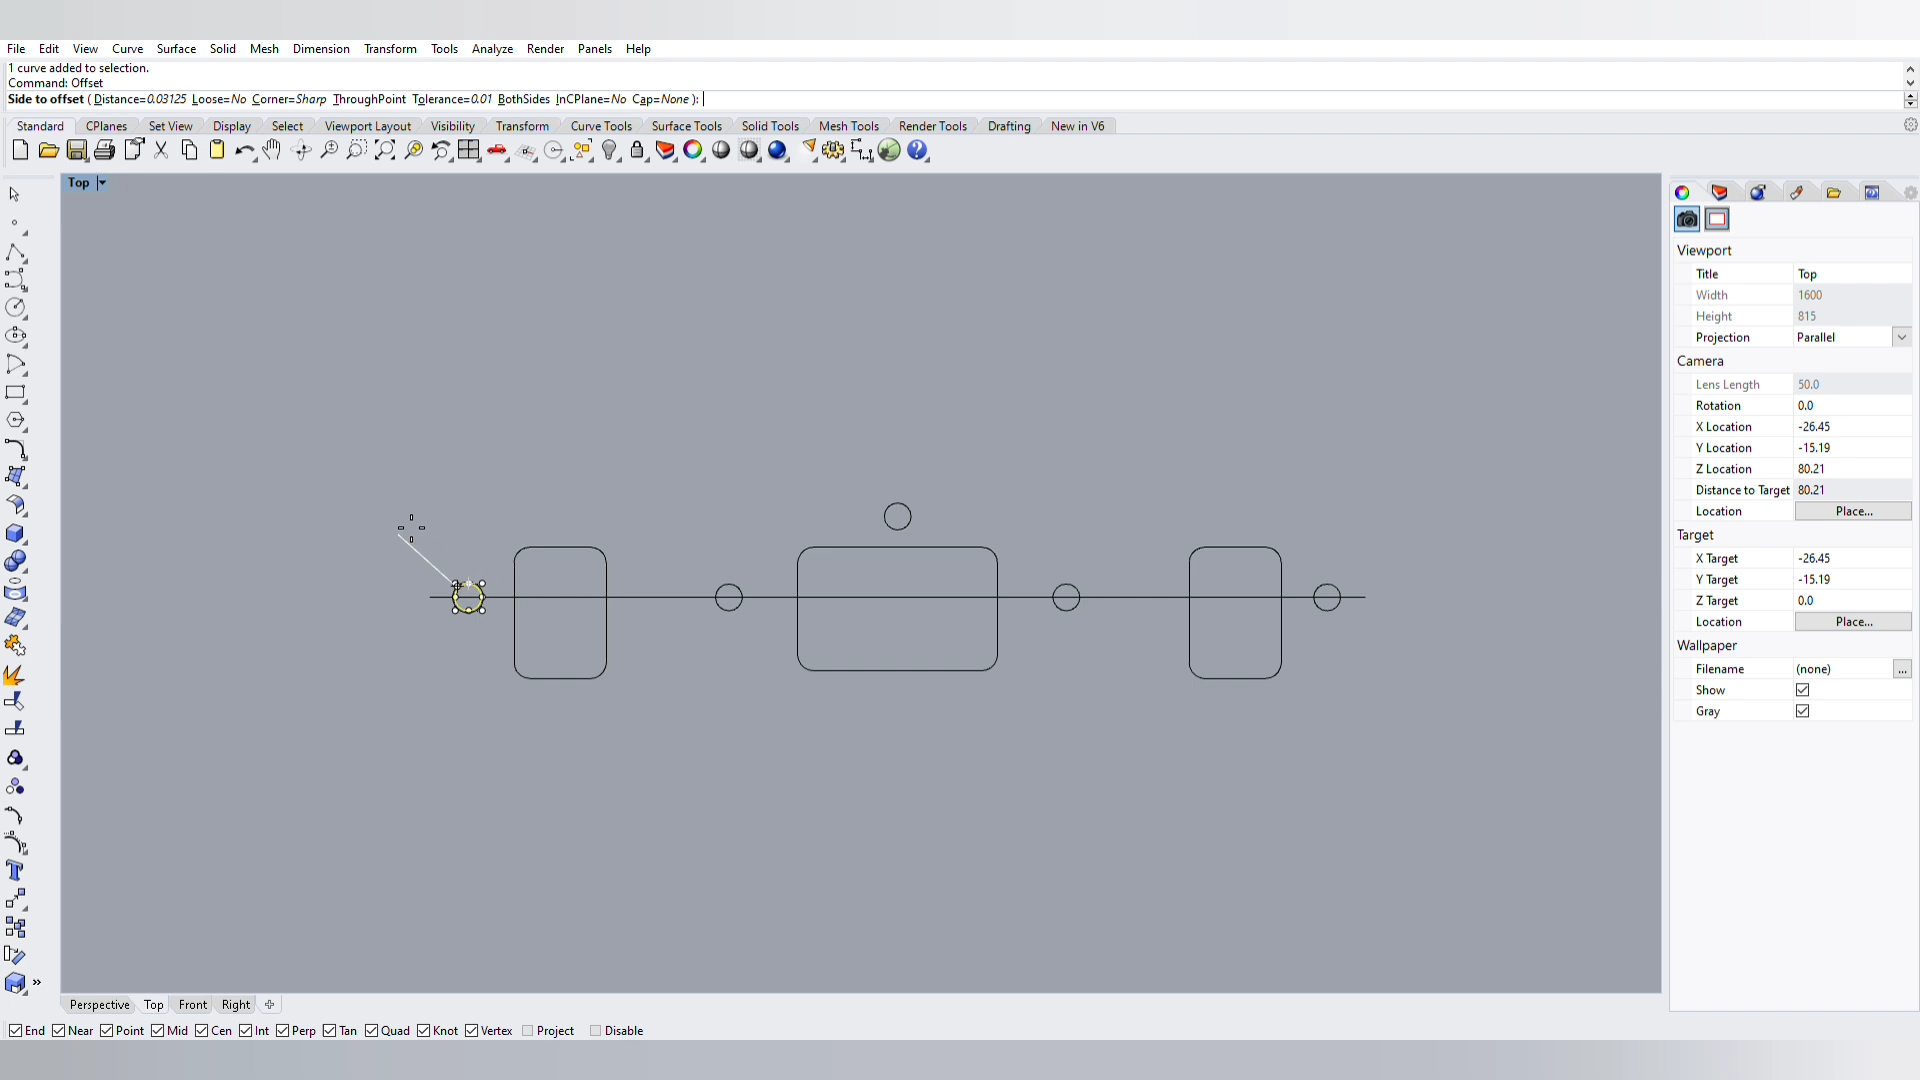 File Edit View Curve Surface Solid Mesh Dimension Transform Tools Analyze Render Panels Help
1 curve added to selection.
Command: Offset
Side to offset ( Distance=0.03125 Loose=No Corner=Sharp ThroughPoint Tolerance=0.01 BothSides InCPlane=No Cap=None ):
Standard CPlanes Set View Display Select Viewport Layout Visibility Transform Curve Tools Surface Tools Solid Tools Mesh Tools Render Tools Drafting New in V6
Top
Viewport
Title Top
Width 1600
Height 815
Projection Parallel
Camera
Lens Length 50.0
Rotation 0.0
X Location -26.45
Y Location -15.19
Z Location 80.21
Distance to Target 80.21
Location Place...
Target
X Target -26.45
Y Target -15.19
Z Target 0.0
Location Place...
Wallpaper
Filename (none) ...
Show
Gray
Perspective Top Front Right
End Near Point Mid Cen Int Perp Tan Quad Knot Vertex Project Disable